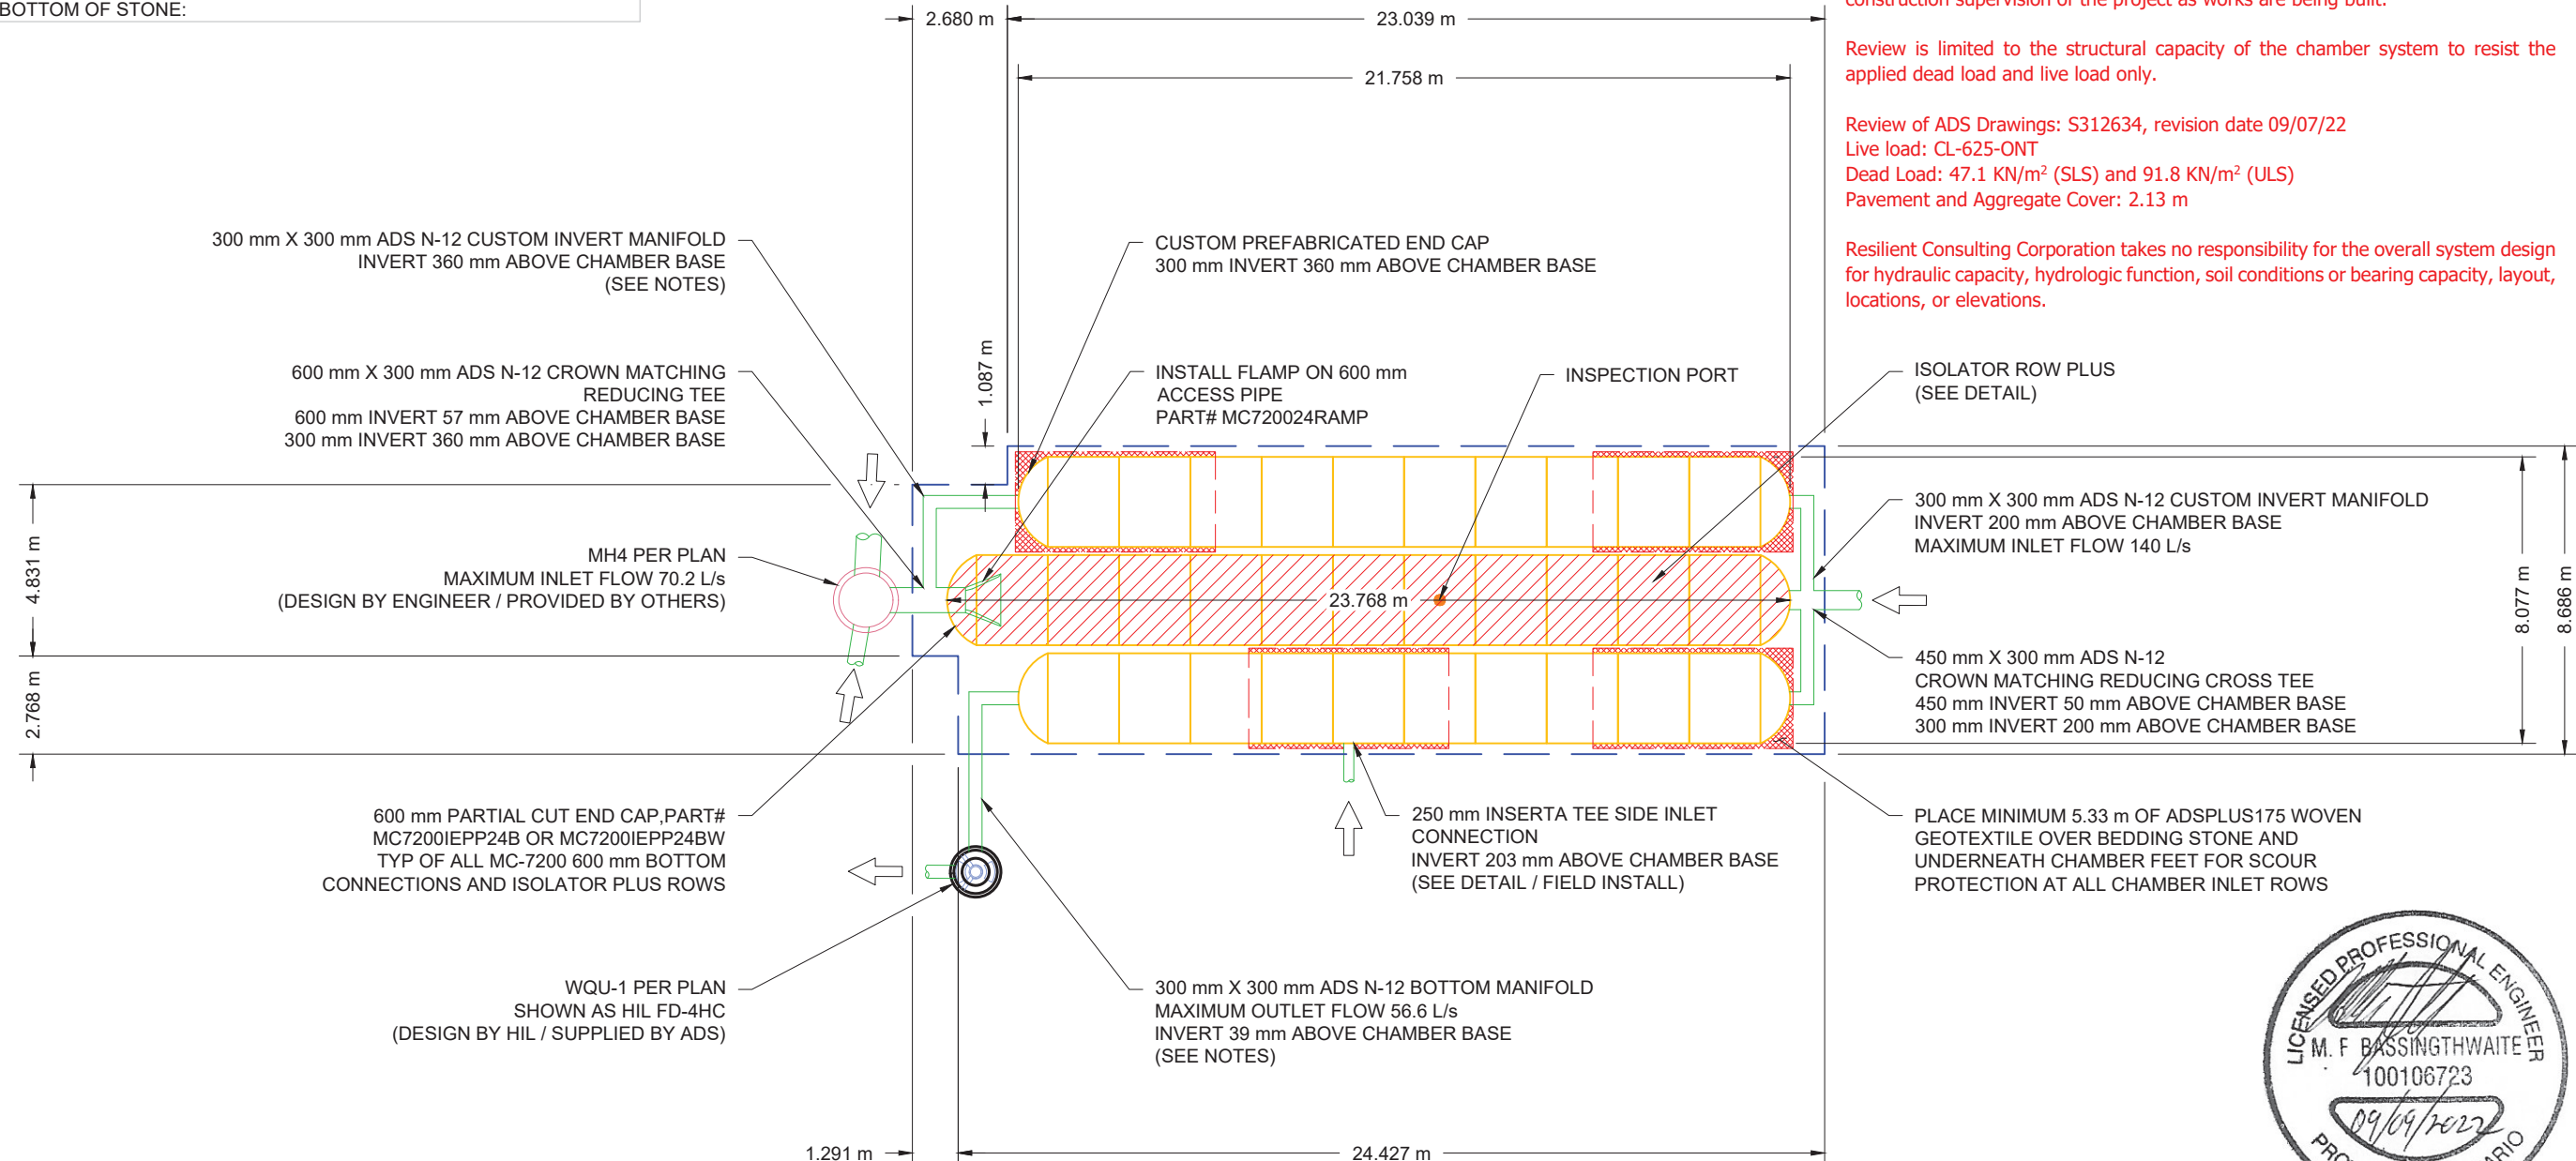 BOTTOM OF STONE:
2.680 m
23.039 m
21.758 m
Review is limited to the structural capacity of the chamber system to resist the
applied dead load and live load only.
Review of ADS Drawings: S312634, revision date 09/07/22
Live load: CL-625-ONT
Dead Load: 47.1 KN/m² (SLS) and 91.8 KN/m² (ULS)
Pavement and Aggregate Cover: 2.13 m
Resilient Consulting Corporation takes no responsibility for the overall system design
for hydraulic capacity, hydrologic function, soil conditions or bearing capacity, layout,
locations, or elevations.
300 mm X 300 mm ADS N-12 CUSTOM INVERT MANIFOLD
INVERT 360 mm ABOVE CHAMBER BASE
(SEE NOTES)
CUSTOM PREFABRICATED END CAP
300 mm INVERT 360 mm ABOVE CHAMBER BASE
1.087 m
600 mm X 300 mm ADS N-12 CROWN MATCHING
REDUCING TEE
600 mm INVERT 57 mm ABOVE CHAMBER BASE
300 mm INVERT 360 mm ABOVE CHAMBER BASE
INSTALL FLAMP ON 600 mm
ACCESS PIPE
PART# MC720024RAMP
INSPECTION PORT
ISOLATOR ROW PLUS
(SEE DETAIL)
4.831 m
2.768 m
MH4 PER PLAN
MAXIMUM INLET FLOW 70.2 L/s
(DESIGN BY ENGINEER / PROVIDED BY OTHERS)
23.768 m
300 mm X 300 mm ADS N-12 CUSTOM INVERT MANIFOLD
INVERT 200 mm ABOVE CHAMBER BASE
MAXIMUM INLET FLOW 140 L/s
8.077 m
8.686 m
450 mm X 300 mm ADS N-12
CROWN MATCHING REDUCING CROSS TEE
450 mm INVERT 50 mm ABOVE CHAMBER BASE
300 mm INVERT 200 mm ABOVE CHAMBER BASE
600 mm PARTIAL CUT END CAP,PART#
MC7200IEPP24B OR MC7200IEPP24BW
TYP OF ALL MC-7200 600 mm BOTTOM
CONNECTIONS AND ISOLATOR PLUS ROWS
250 mm INSERTA TEE SIDE INLET
CONNECTION
INVERT 203 mm ABOVE CHAMBER BASE
(SEE DETAIL / FIELD INSTALL)
PLACE MINIMUM 5.33 m OF ADSPLUS175 WOVEN
GEOTEXTILE OVER BEDDING STONE AND
UNDERNEATH CHAMBER FEET FOR SCOUR
PROTECTION AT ALL CHAMBER INLET ROWS
WQU-1 PER PLAN
SHOWN AS HIL FD-4HC
(DESIGN BY HIL / SUPPLIED BY ADS)
300 mm X 300 mm ADS N-12 BOTTOM MANIFOLD
MAXIMUM OUTLET FLOW 56.6 L/s
INVERT 39 mm ABOVE CHAMBER BASE
(SEE NOTES)
LICENSED PROFESSIONAL ENGINEER
M. F BASSINGTHWAITE
100106723
09/09/2022
1.291 m
24.427 m